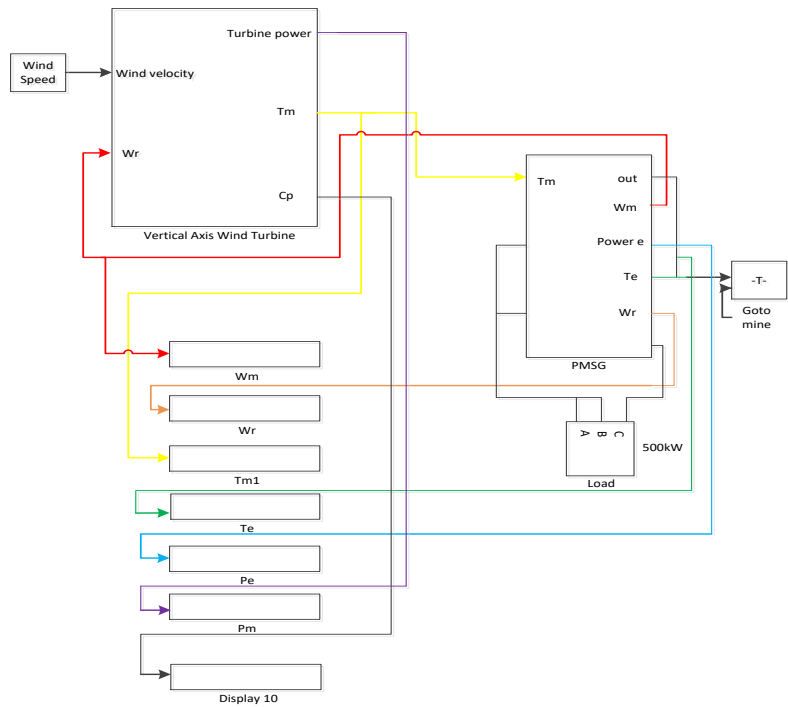 Turbine power
Wind
Speed
Wind velocity
Tm
Wr
Cp
Vertical Axis Wind Turbine
Tm
out
Wm
Power e
Te
Wr
PMSG
-T-
Goto
mine
A
B
C
500kW
Load
Wm
Wr
Tm1
Te
Pe
Pm
Display 10